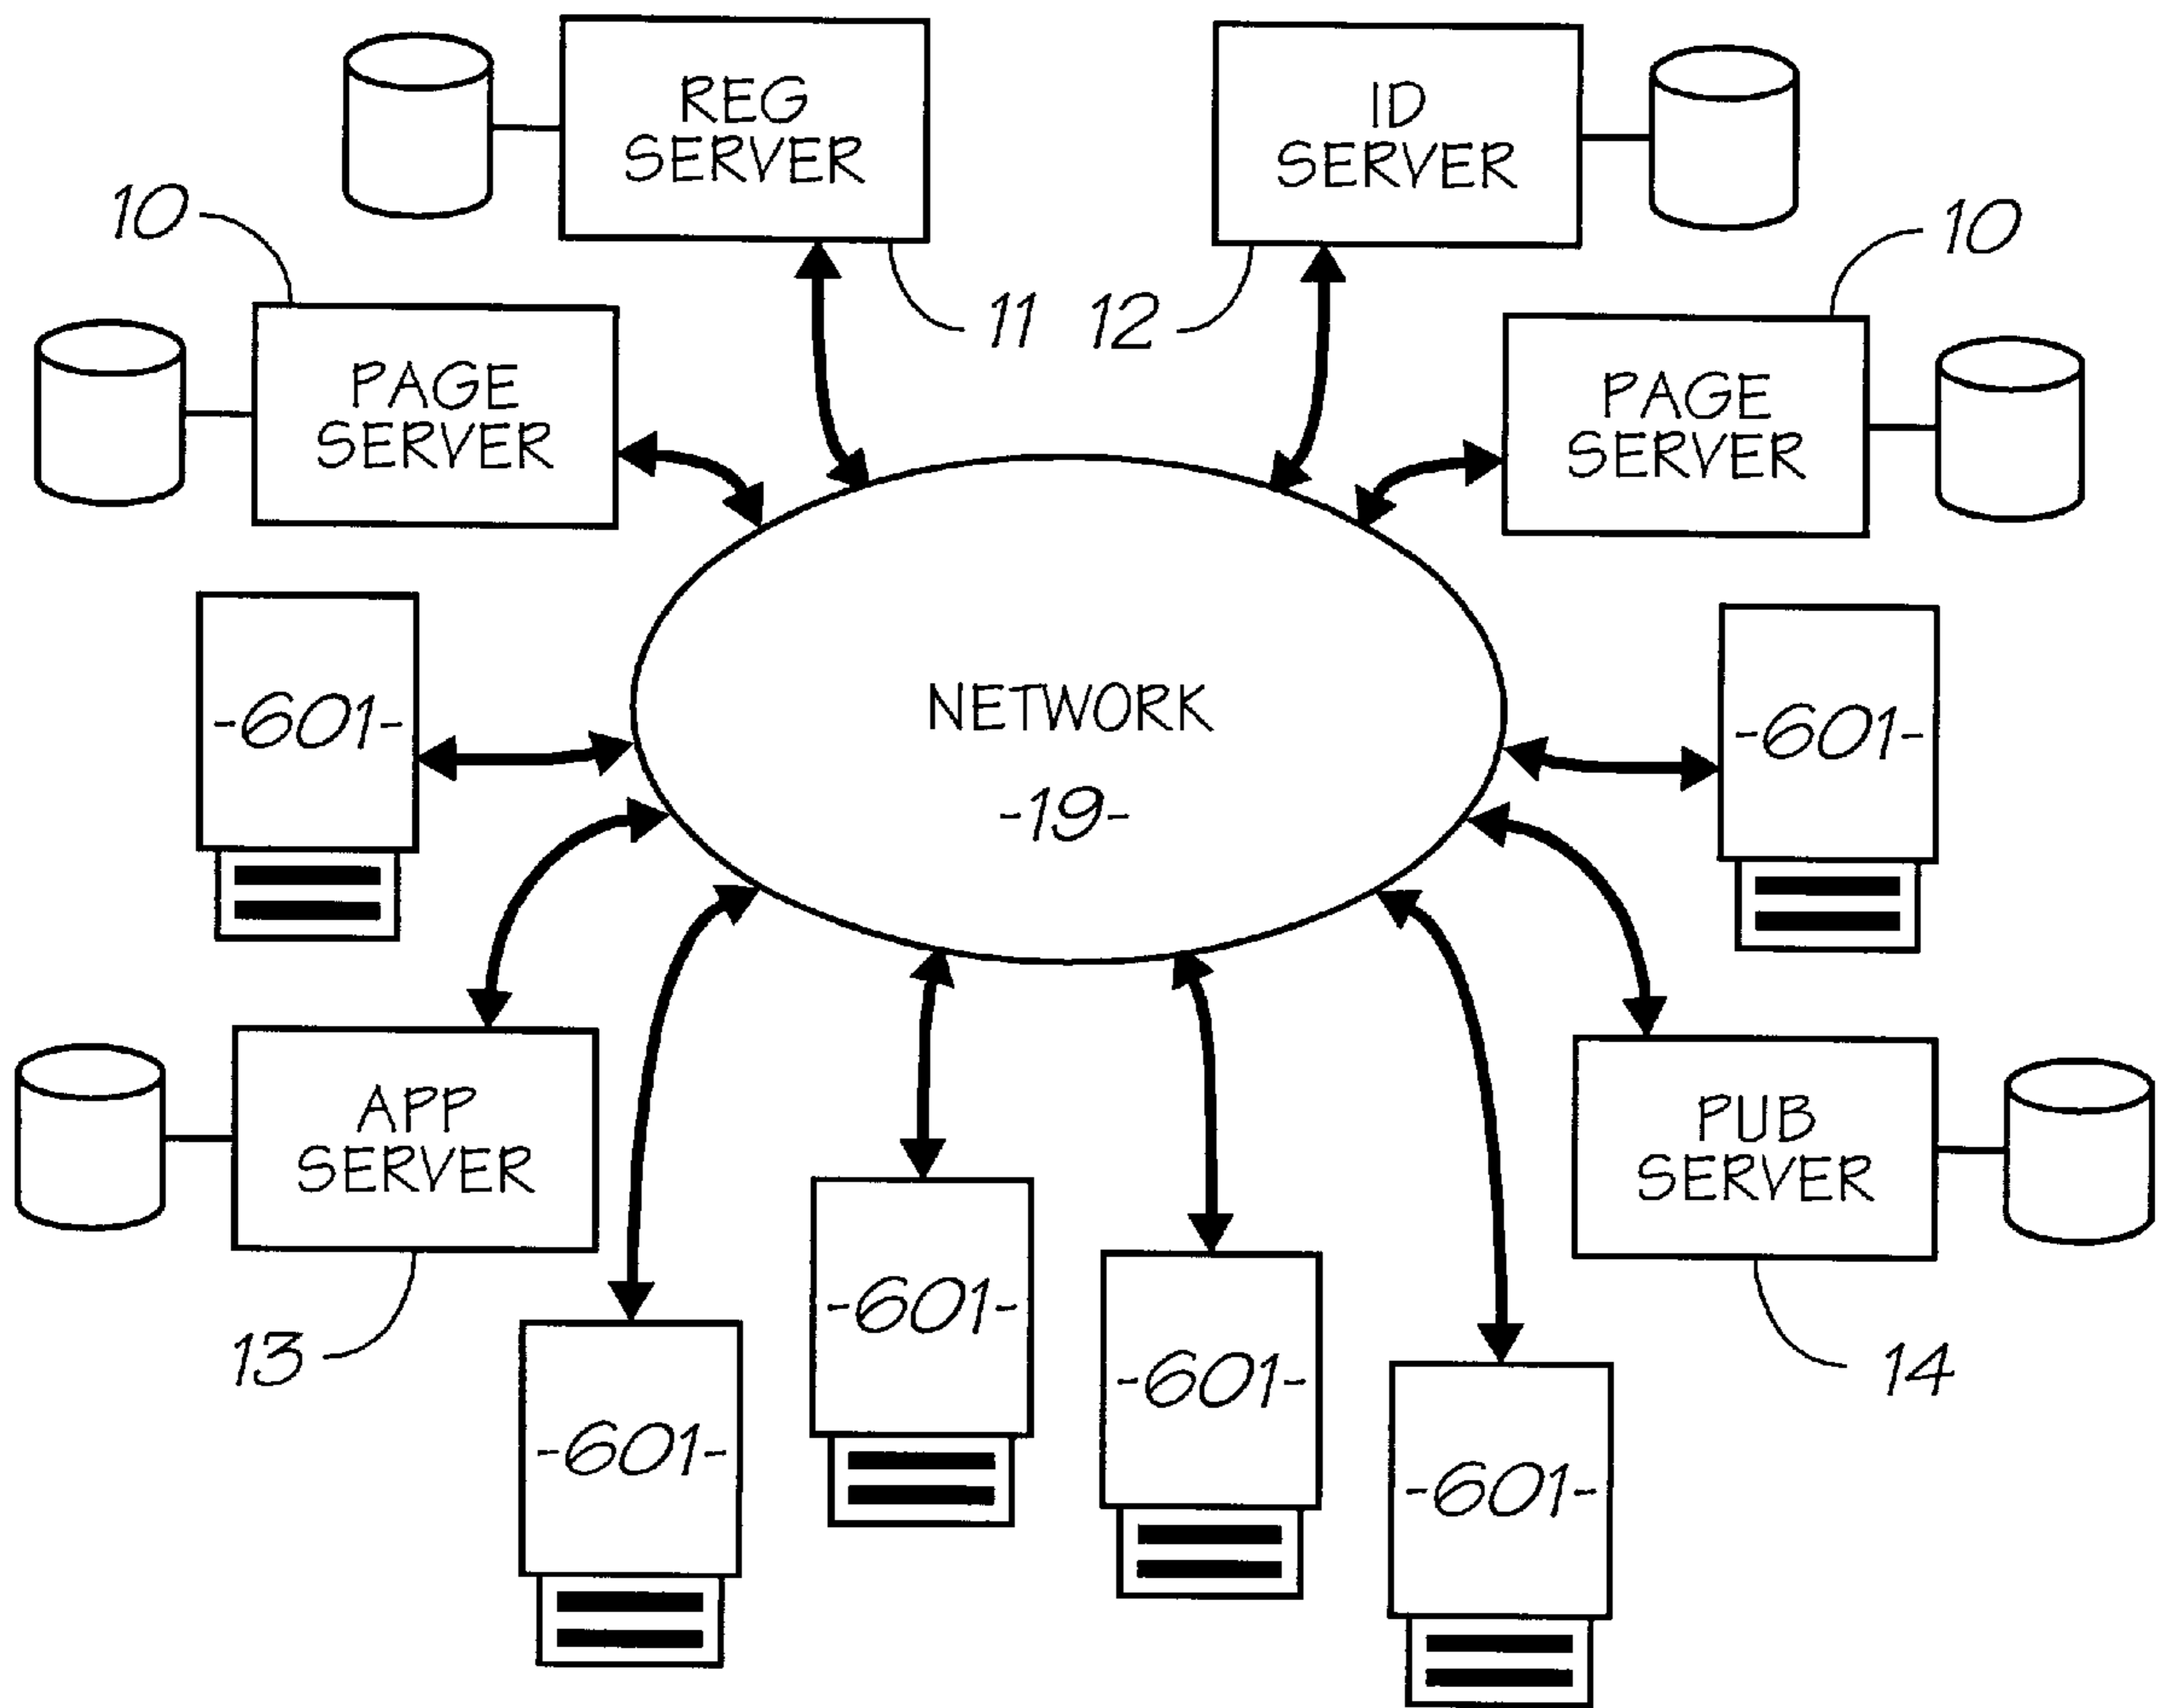 REG
SERVER
ID
SERVER
10
10
11
12
PAGE
SERVER
PAGE
SERVER
-601-
NETWORK
-19-
-601-
APP
SERVER
PUB
SERVER
13
-601-
-601-
-601-
-601-
14